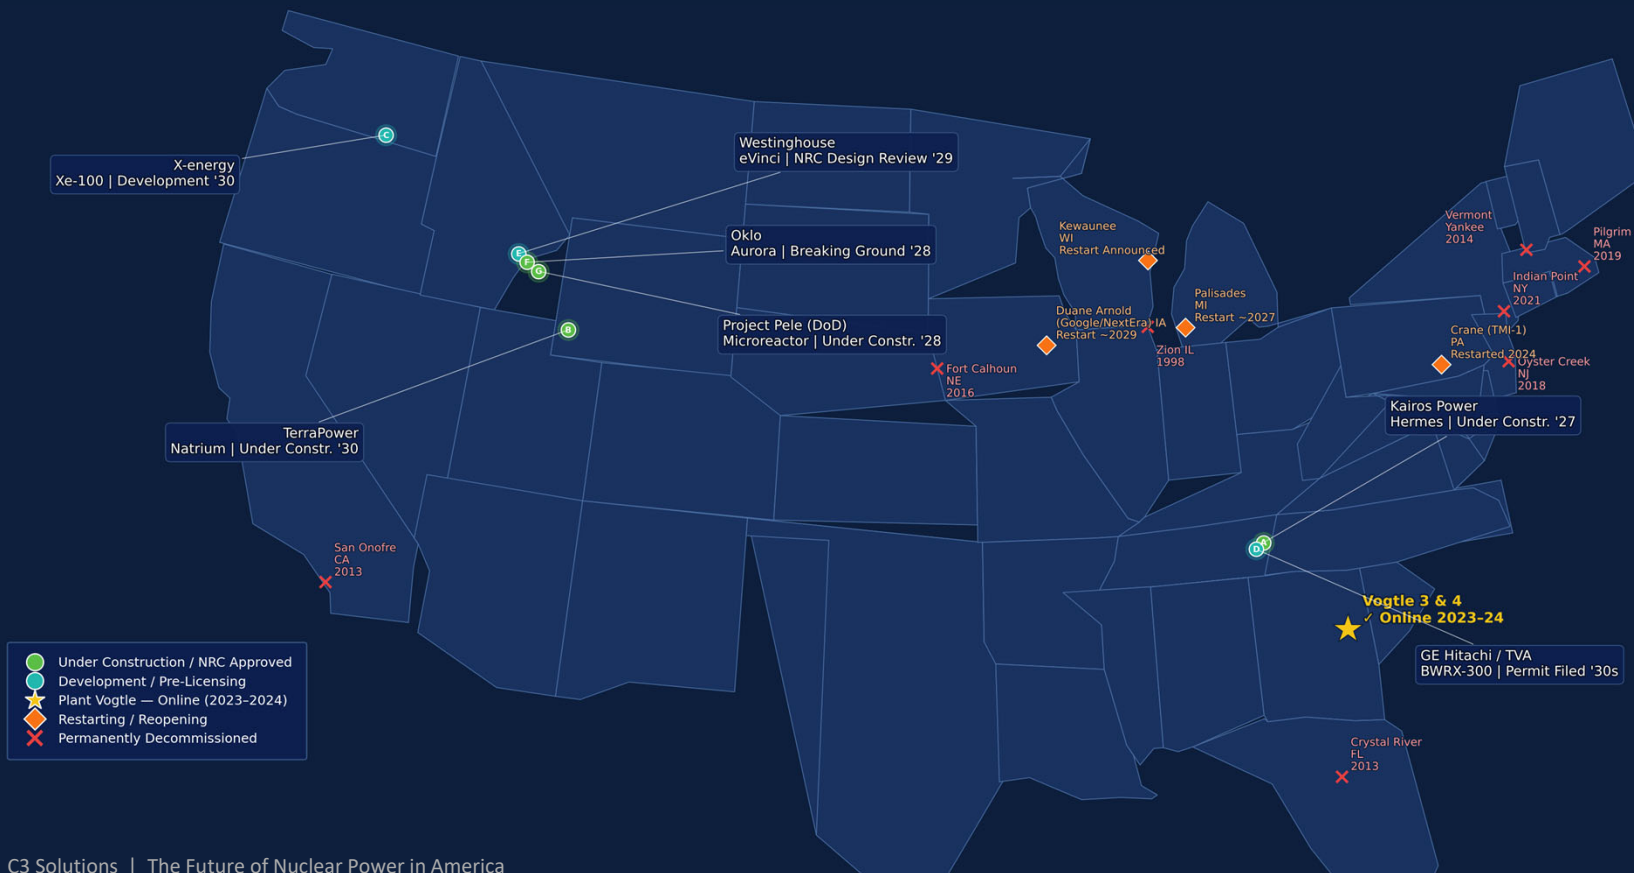 Westinghouse
eVinci | NRC Design Review '29
X-energy
Xe-100 | Development '30
C
Oklo
Aurora | Breaking Ground '28
E
F
G
Project Pele (DoD)
Microreactor | Under Constr. '28
B
TerraPower
Natrium | Under Constr. '30
Kewaunee
WI
Restart Announced
Palisades
MI
Restart ~2027
Duane Arnold
(Google/NextEra) IA
Restart ~2029
Zion IL
1998
Fort Calhoun
NE
2016
Vermont
Yankee
2014
Pilgrim
MA
2019
Indian Point
NY
2021
Crane (TMI-1)
PA
Restarted 2024
Oyster Creek
NJ
2018
Kairos Power
Hermes | Under Constr. '27
A
D
San Onofre
CA
2013
Vogtle 3 & 4
✓ Online 2023–24
GE Hitachi / TVA
BWRX-300 | Permit Filed '30s
Crystal River
FL
2013
Under Construction / NRC Approved
Development / Pre-Licensing
Plant Vogtle — Online (2023–2024)
Restarting / Reopening
Permanently Decommissioned
C3 Solutions | The Future of Nuclear Power in America